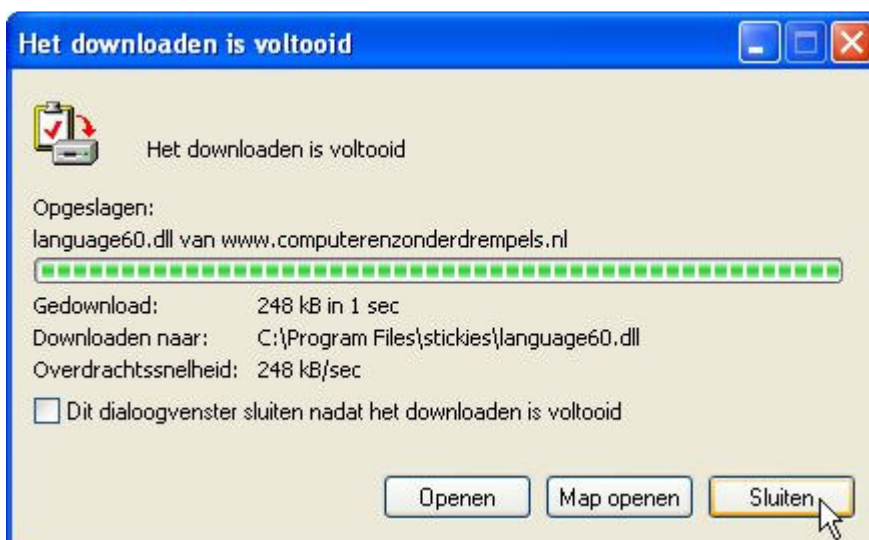 Het downloaden is voltooid
Het downloaden is voltooid
Opgeslagen:
language60.dll van www.computerenzonderdrempels.nl
Gedownload: 248 kB in 1 sec
Downloaden naar: C:\Program Files\stickies\language60.dll
Overdrachtssnelheid: 248 kB/sec
Dit dialoogvenster sluiten nadat het downloaden is voltooid
Openen Map openen Sluiten